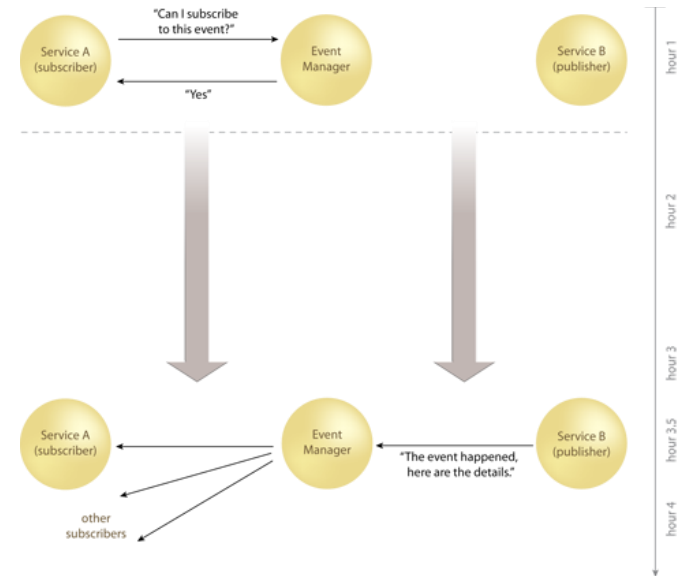 “Can I subscribe
to this event?”
Service A
(subscriber)
Event
Manager
Service B
(publisher)
“Yes”
hour 1
hour 2
hour 3
Service A
(subscriber)
Event
Manager
Service B
(publisher)
“The event happened,
here are the details.”
hour 3.5
other
subscribers
hour 4